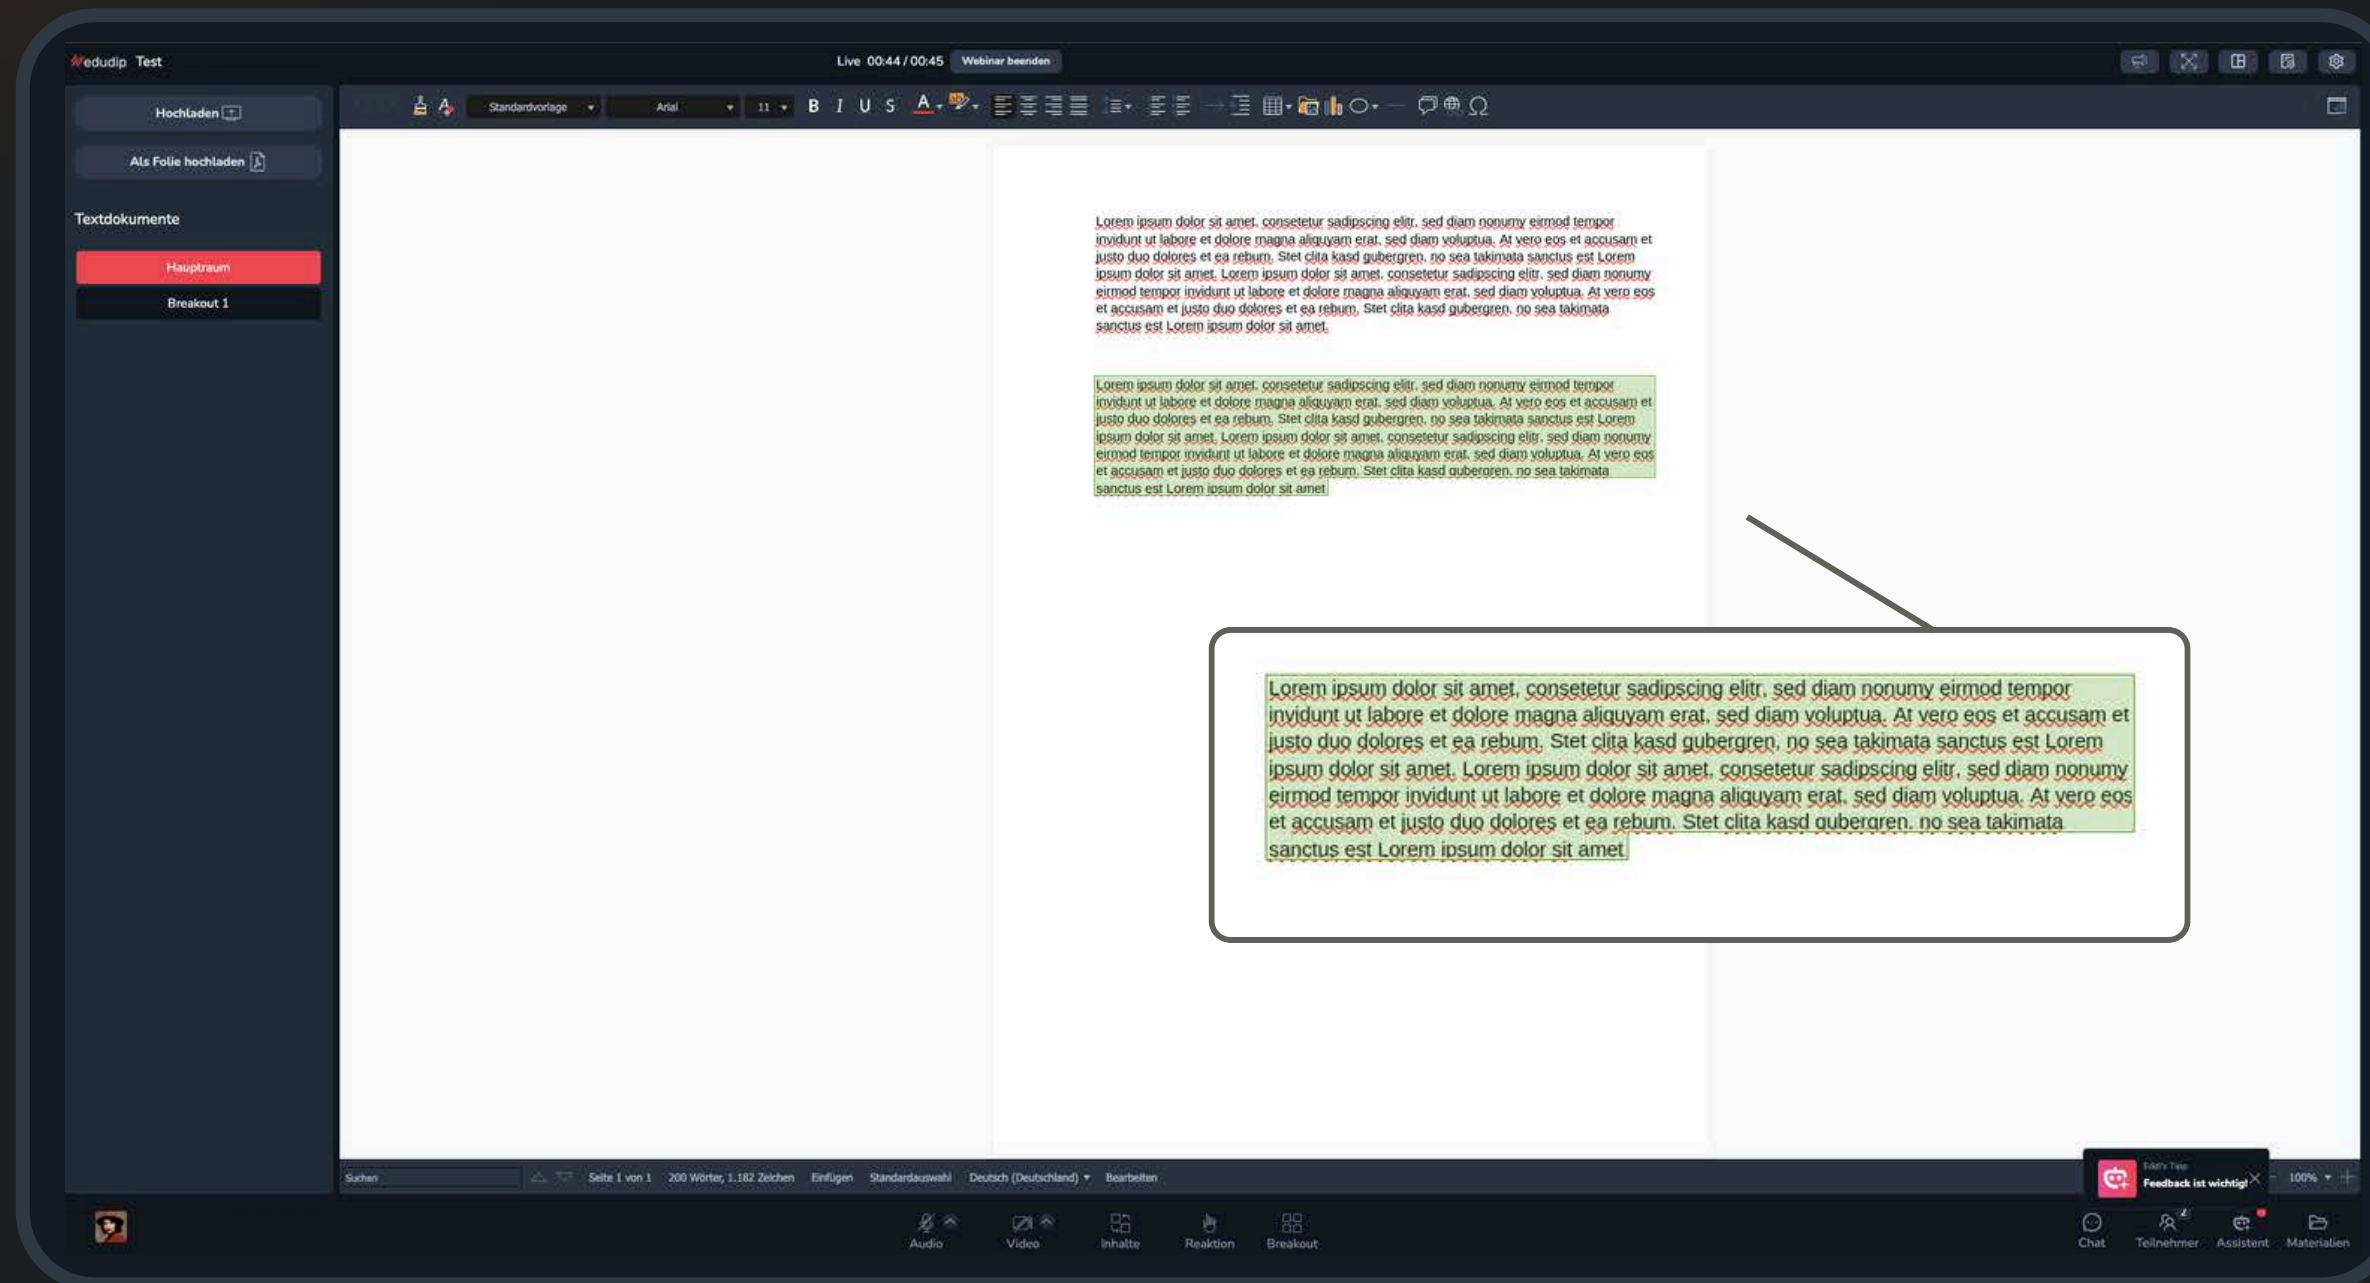 edudip Test
Live 00:44 / 00:45 Webinar beenden
Hochladen
Als Folie hochladen
Textdokumente
Hauptraum
Breakout 1
Standardvorlage Arial 11 B I U S A
Lorem ipsum dolor sit amet, consetetur sadipscing elitr, sed diam nonumy eirmod tempor
invidunt ut labore et dolore magna aliquyam erat, sed diam voluptua. At vero eos et accusam et
justo duo dolores et ea rebum. Stet clita kasd gubergren, no sea takimata sanctus est Lorem
ipsum dolor sit amet. Lorem ipsum dolor sit amet, consetetur sadipscing elitr, sed diam nonumy
eirmod tempor invidunt ut labore et dolore magna aliquyam erat, sed diam voluptua. At vero eos
et accusam et justo duo dolores et ea rebum. Stet clita kasd gubergren, no sea takimata
sanctus est Lorem ipsum dolor sit amet.
Lorem ipsum dolor sit amet, consetetur sadipscing elitr, sed diam nonumy eirmod tempor
invidunt ut labore et dolore magna aliquyam erat, sed diam voluptua. At vero eos et accusam et
justo duo dolores et ea rebum. Stet clita kasd gubergren, no sea takimata sanctus est Lorem
ipsum dolor sit amet. Lorem ipsum dolor sit amet, consetetur sadipscing elitr, sed diam nonumy
eirmod tempor invidunt ut labore et dolore magna aliquyam erat, sed diam voluptua. At vero eos
et accusam et justo duo dolores et ea rebum. Stet clita kasd gubergren, no sea takimata
sanctus est Lorem ipsum dolor sit amet
Lorem ipsum dolor sit amet, consetetur sadipscing elitr, sed diam nonumy eirmod tempor
invidunt ut labore et dolore magna aliquyam erat, sed diam voluptua. At vero eos et accusam et
justo duo dolores et ea rebum. Stet clita kasd gubergren, no sea takimata sanctus est Lorem
ipsum dolor sit amet. Lorem ipsum dolor sit amet, consetetur sadipscing elitr, sed diam nonumy
eirmod tempor invidunt ut labore et dolore magna aliquyam erat, sed diam voluptua. At vero eos
et accusam et justo duo dolores et ea rebum. Stet clita kasd gubergren, no sea takimata
sanctus est Lorem ipsum dolor sit amet
Suchen Seite 1 von 1 200 Wörter, 1.182 Zeichen Einfügen Standardauswahl Deutsch (Deutschland) Bearbeiten 100%
Eddi's Tipp
Feedback ist wichtig!
Audio Video Inhalte Reaktion Breakout
2
Chat Teilnehmer Assistent Materialien